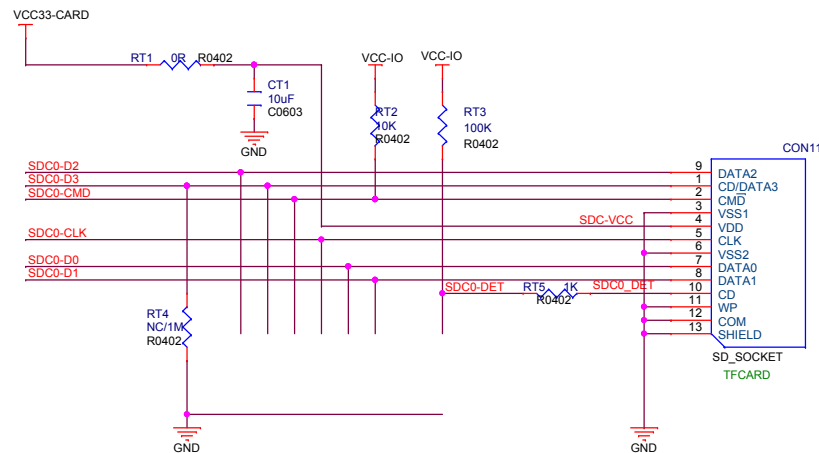 VCC33-CARD
RT1 0R R0402
VCC-IO VCC-IO
CT1
10uF
C0603
RT2
10K
R0402
RT3
100K
R0402
GND
CON11
SDC0-D2 9 DATA2
SDC0-D3 1 CD/DATA3
SDC0-CMD 2 CMD
3 VSS1
SDC-VCC 4 VDD
SDC0-CLK 5 CLK
6 VSS2
SDC0-D0 7 DATA0
SDC0-D1 8 DATA1
SDC0-DET RT5 1K SDC0_DET 10 CD
R0402
11 WP
12 COM
13 SHIELD
RT4
NC/1M
R0402
SD_SOCKET
TFCARD
GND GND